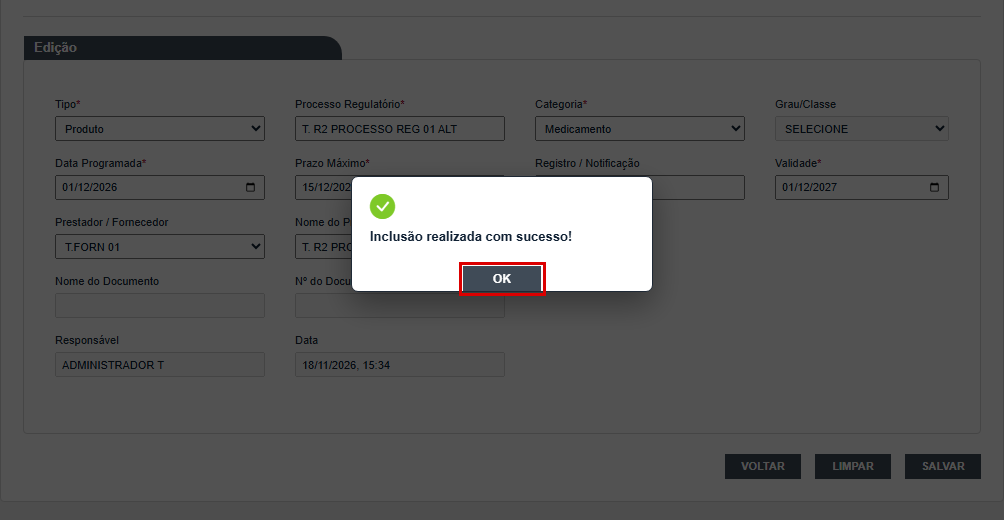 Edição
Tipo*
Processo Regulatório*
Categoria*
Grau/Classe
Produto
T. R2 PROCESSO REG 01 ALT
Medicamento
SELECIONE
Data Programada*
Prazo Máximo*
Registro / Notificação
Validade*
01/12/2026
15/12/202
01/12/2027
Prestador / Fornecedor
Nome do P
T.FORN 01
T. R2 PRO
Inclusão realizada com sucesso!
OK
Nome do Documento
Nº do Docu
Responsável
Data
ADMINISTRADOR T
18/11/2026, 15:34
VOLTAR
LIMPAR
SALVAR